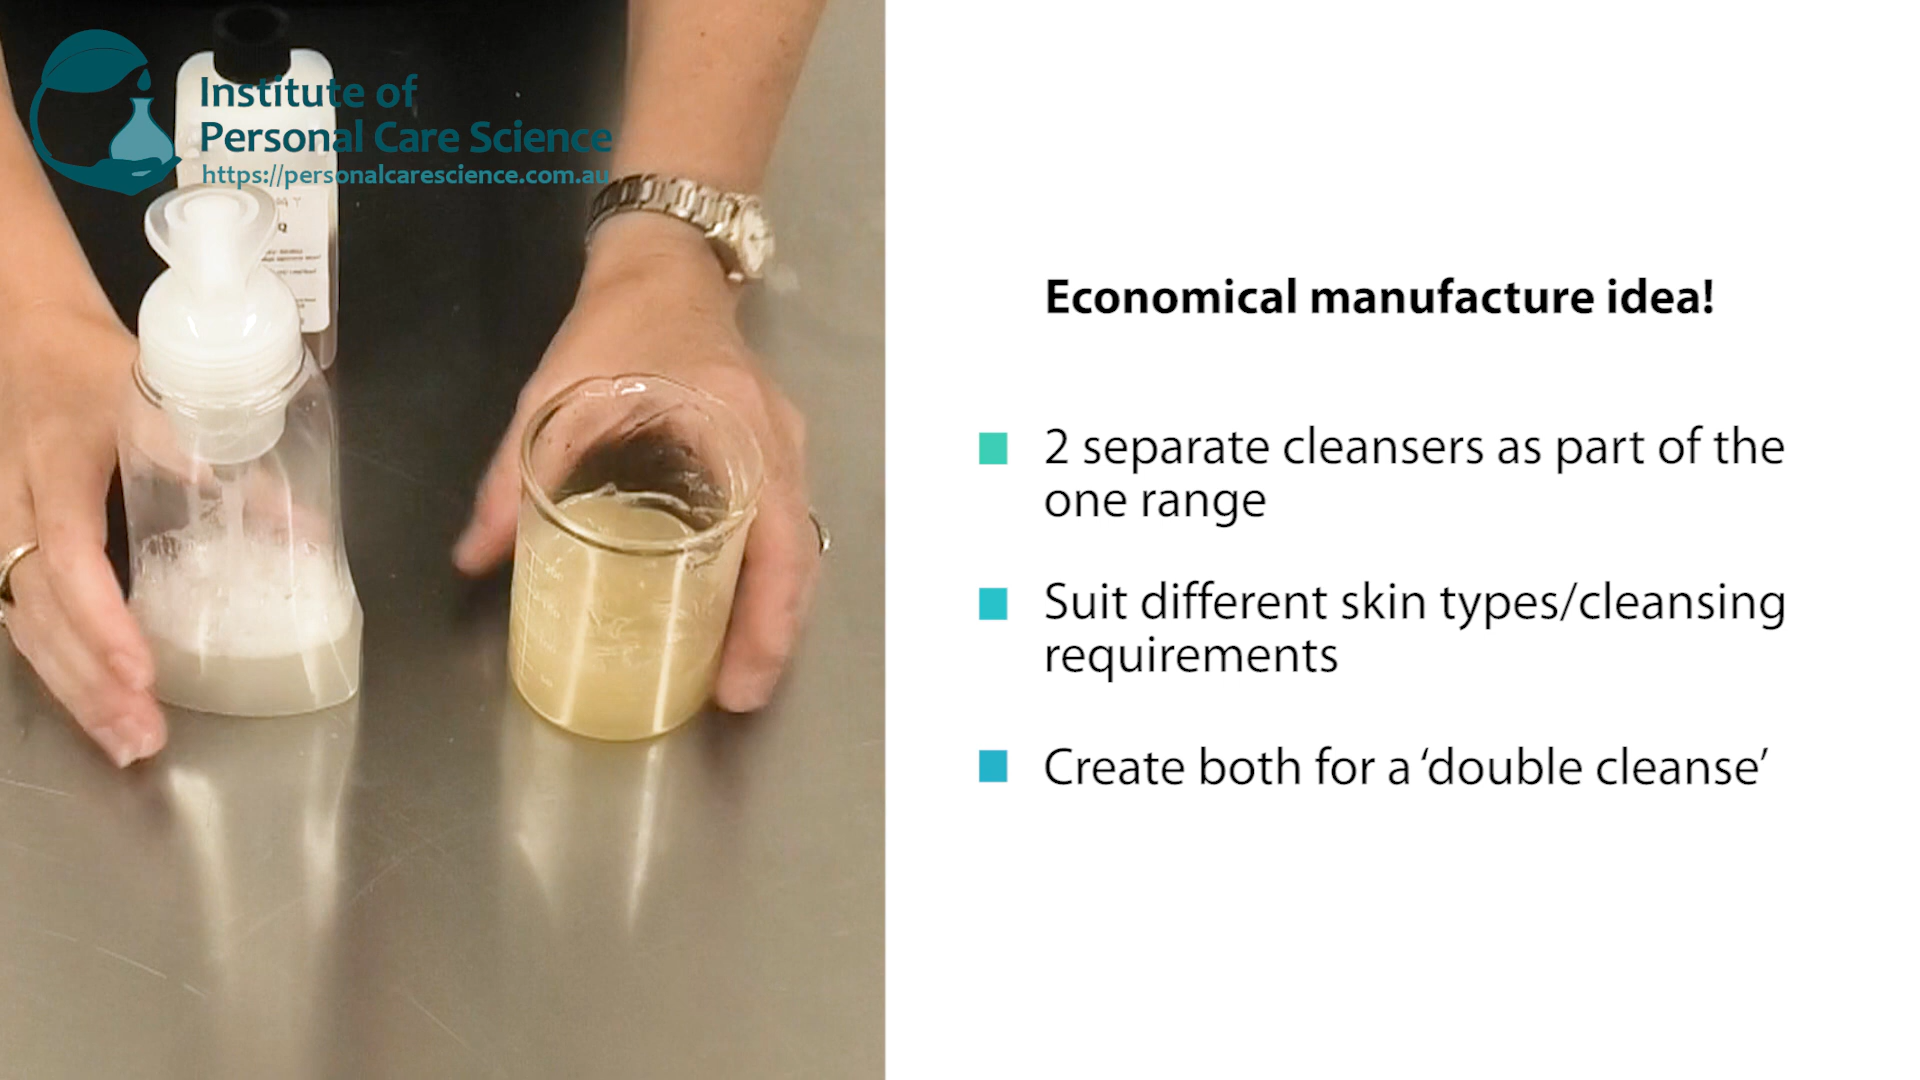 Institute of
Personal Care Science
https://personalcarescience.com.au
Economical manufacture idea!
2 separate cleansers as part of the
one range
Suit different skin types/cleansing
requirements
Create both for a ‘double cleanse’